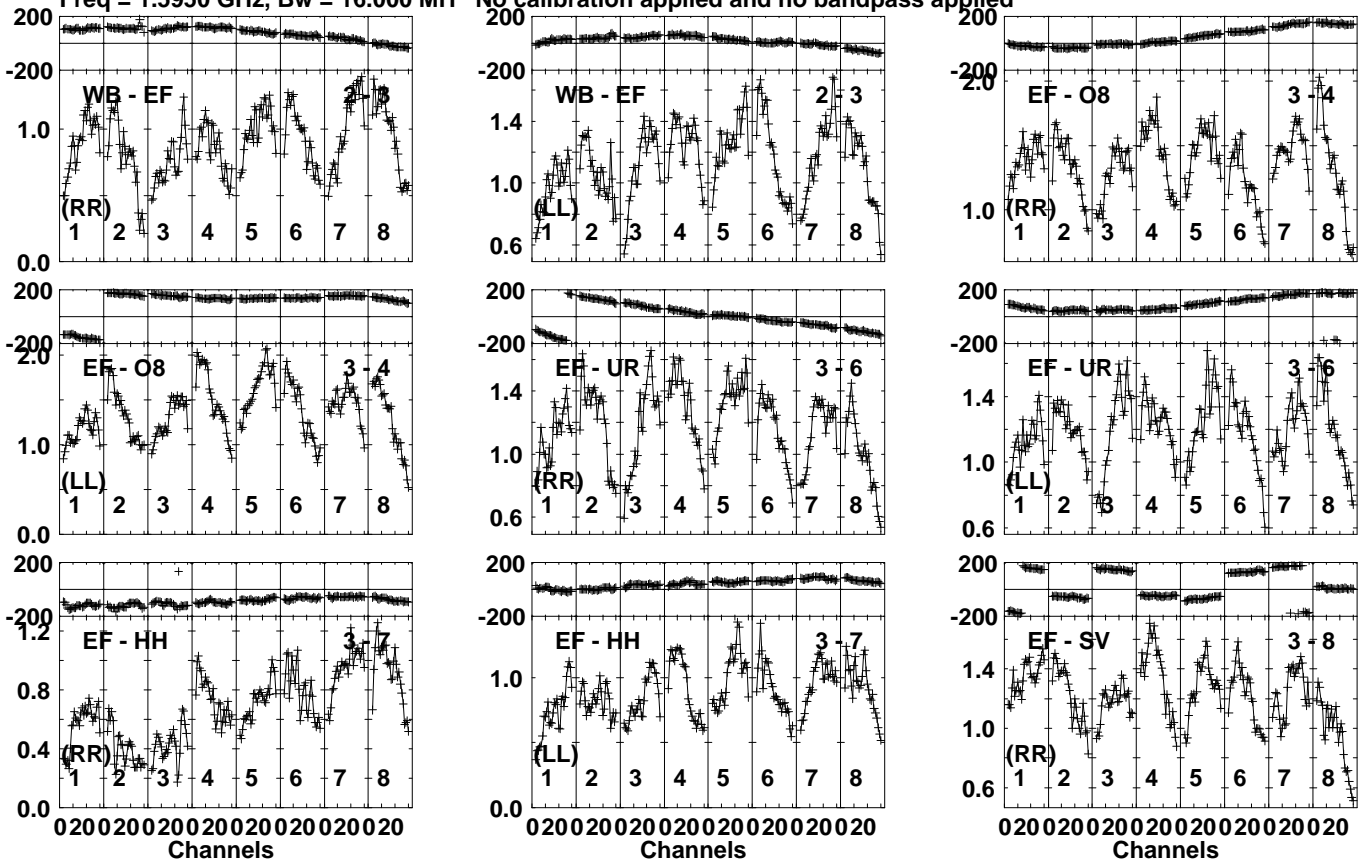 Freq = 1.5950 GHz, Bw = 16.000 MH No calibration applied and no bandpass applied
200 200 200
-200 -200 -200
WB - EF 2 - 3 WB - EF 2 - 3 EF - O8 3 - 4
2.0
1.0 1.4
1.0 1.0
(RR) (LL) (RR)
1 2 3 4 5 6 7 8 1 2 3 4 5 6 7 8 1 2 3 4 5 6 7 8
0.0 0.6
200 200 200
-200 -200 -200
2.0
EF - O8 3 - 4 EF - UR 3 - 6 EF - UR 3 - 6
1.4 1.4
1.0 1.0 1.0
(LL) (RR) (LL)
1 2 3 4 5 6 7 8 1 2 3 4 5 6 7 8 1 2 3 4 5 6 7 8
0.0 0.6 0.6
200 200 200
-200 -200 -200
1.2
EF - HH 3 - 7 EF - HH 3 - 7 EF - SV 3 - 8
0.8 1.0 1.4
0.4 1.0
(RR) (LL) (RR)
1 2 3 4 5 6 7 8 1 2 3 4 5 6 7 8 1 2 3 4 5 6 7 8
0.6
0.0 0.0
0 20 0 20 0 20 0 20 0 20 0 20 0 20 0 20 0 20 0 20 0 20 0 20 0 20 0 20 0 20 0 20 0 20 0 20 0 20 0 20 0 20 0 20 0 20 0 20
Channels Channels Channels